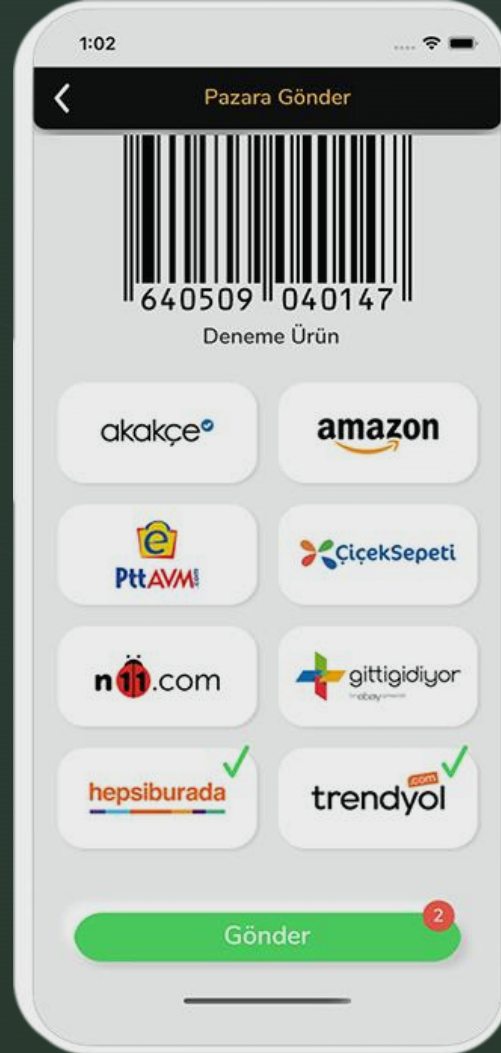 1:02
Pazara Gönder
640509 040147
Deneme Ürün
akakçe
amazon
e
PttAVM.com
ÇiçekSepeti
n11.com
gittigidiyor
hepsiburada
trendyol
.com
2
Gönder